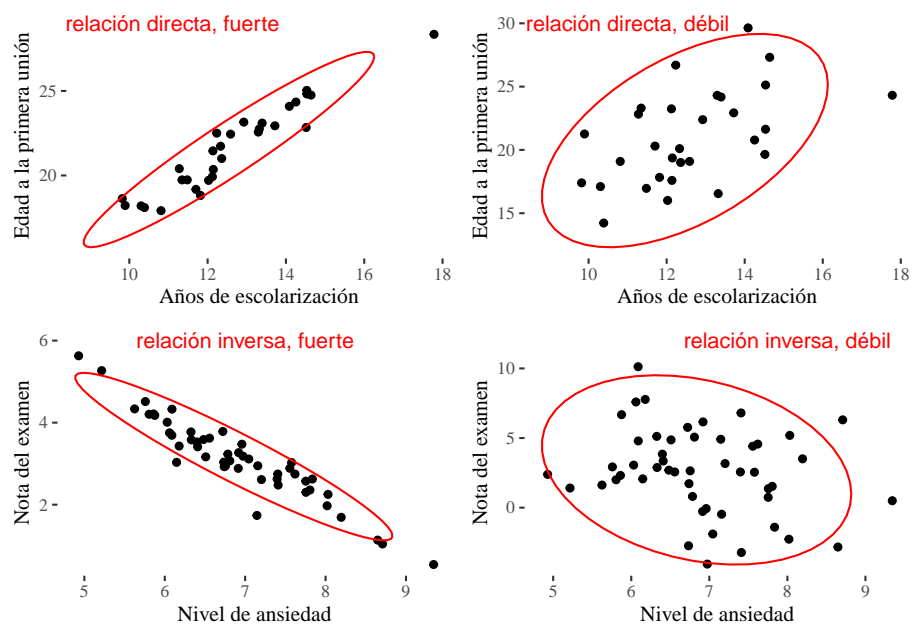 relación directa, fuerte
Edad a la primera unión
25
20
10
12
14
16
18
Años de escolarización
relación directa, débil
Edad a la primera unión
30
25
20
15
10
12
14
16
18
Años de escolarización
relación inversa, fuerte
Nota del examen
6
4
2
5
6
7
8
9
Nivel de ansiedad
relación inversa, débil
Nota del examen
10
5
0
5
6
7
8
9
Nivel de ansiedad